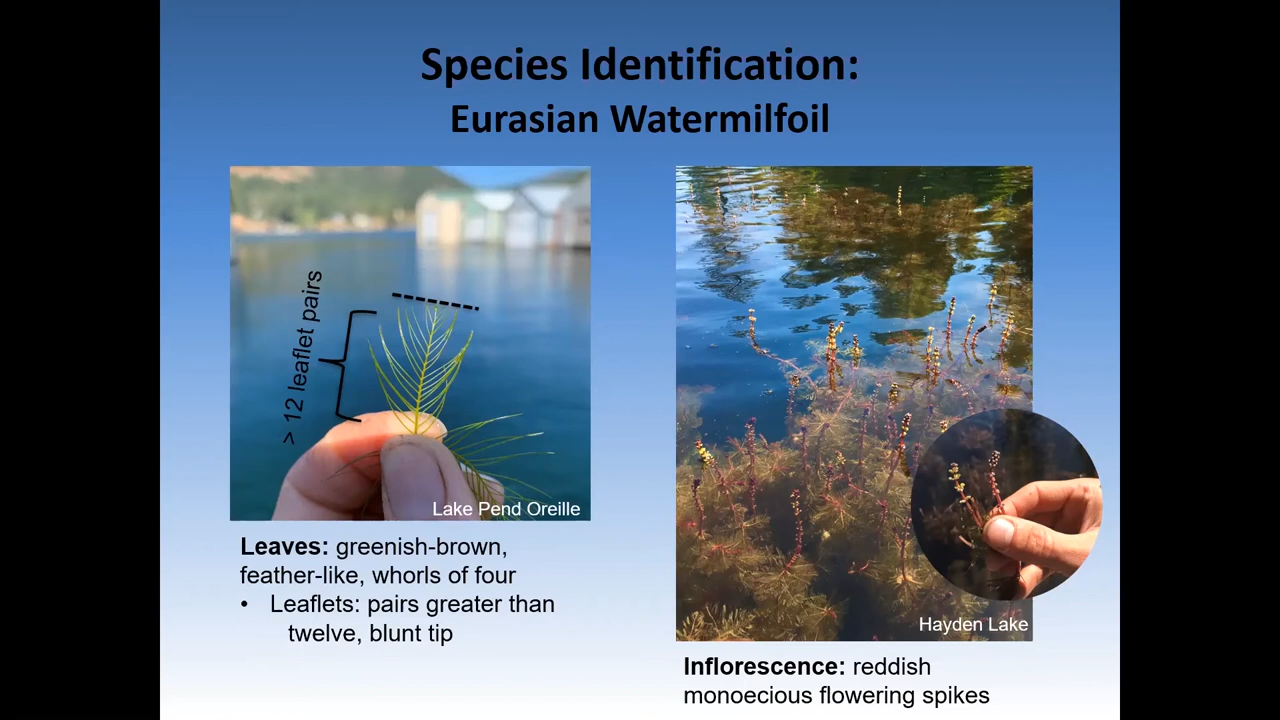 Species Identification:
Eurasian Watermilfoil
> 12 leaflet pairs
Lake Pend Oreille
Leaves: greenish-brown,
feather-like, whorls of four
• Leaflets: pairs greater than
twelve, blunt tip
Hayden Lake
Inflorescence: reddish
monoecious flowering spikes